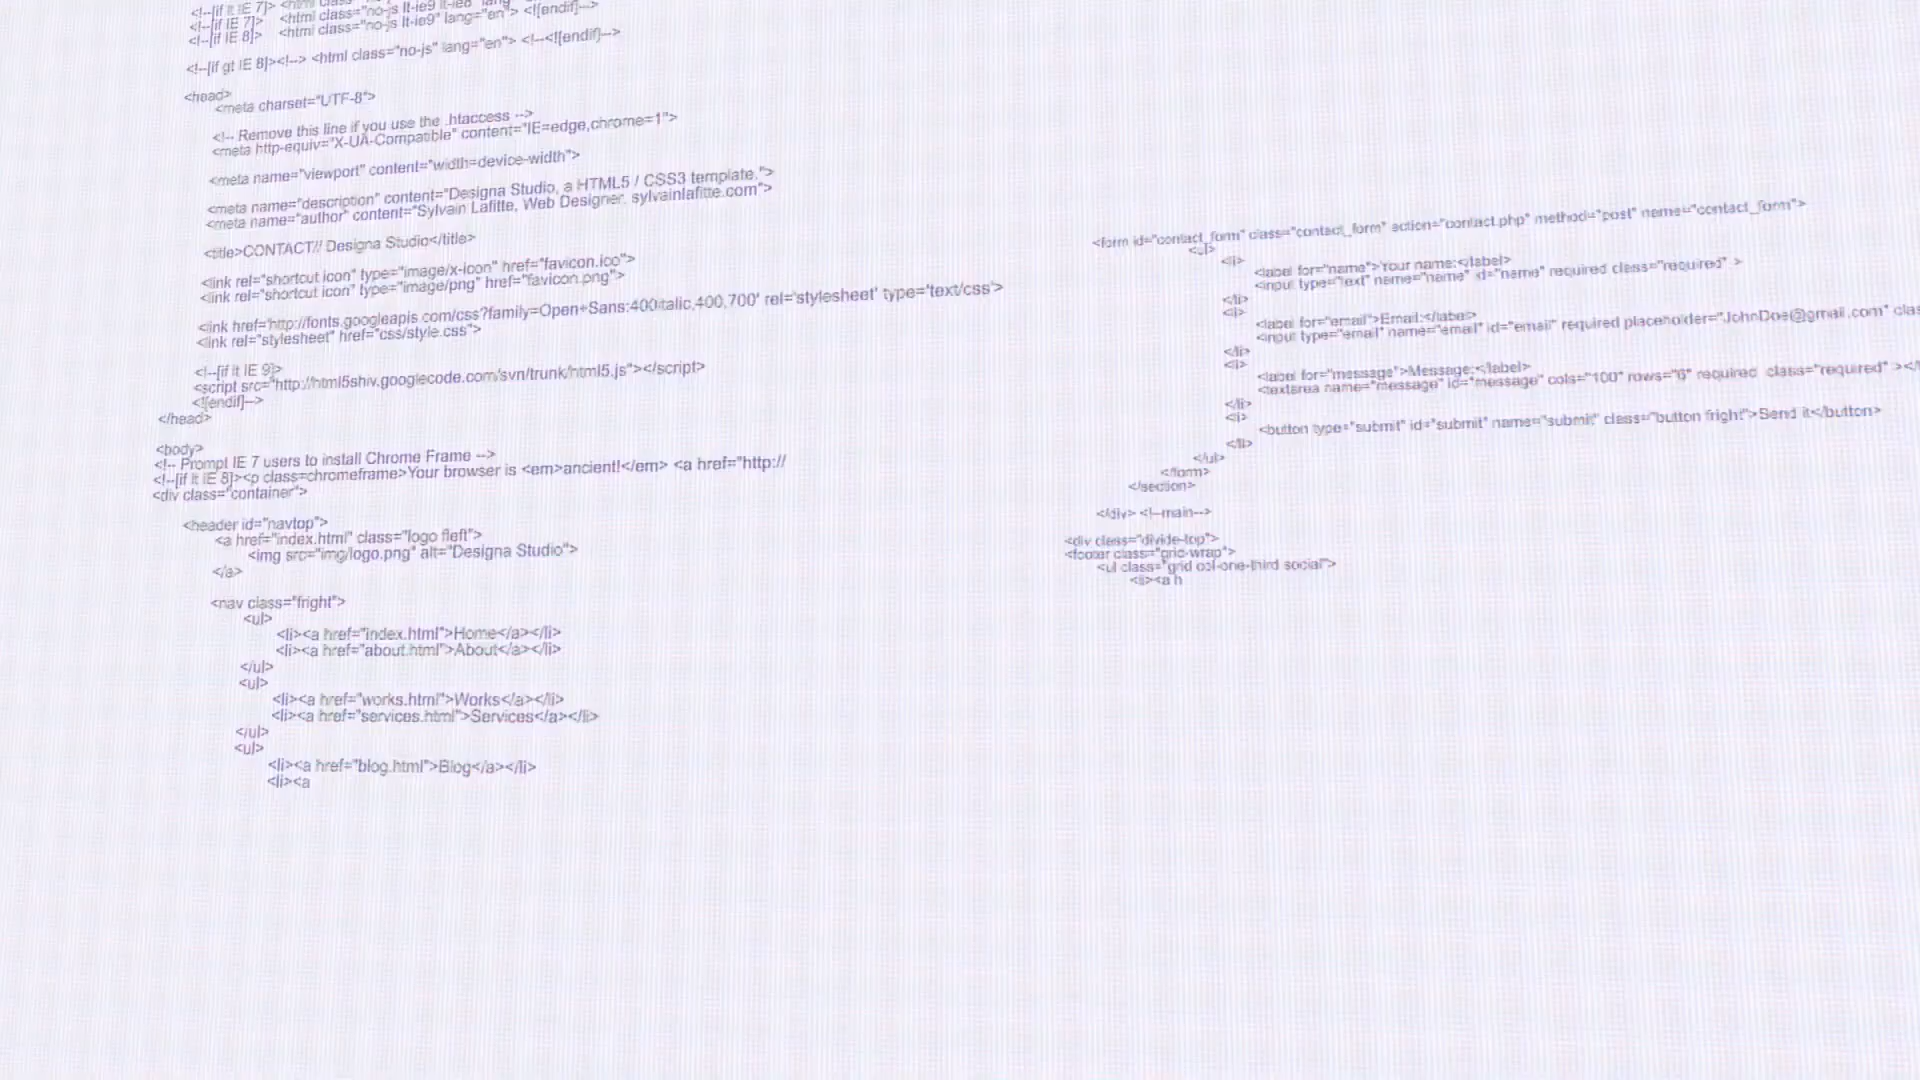 <!--[if lt IE 7]> <html class="no-js lt-ie9 lt-ie8
<!--[if IE 7]> <html class="no-js lt-ie9 lt-ie8" lang=
<!--[if IE 8]> <html class="no-js lt-ie9" lang="en"> <![endif]-->
<!--[if gt IE 8]><!--> <html class="no-js" lang="en"> <!--<![endif]-->
<head>
<meta charset="UTF-8">
<!-- Remove this line if you use the .htaccess -->
<meta http-equiv="X-UA-Compatible" content="IE=edge,chrome=1">
<meta name="viewport" content="width=device-width">
<meta name="description" content="Designa Studio, a HTML5 / CSS3 template.">
<meta name="author" content="Sylvain Lafitte, Web Designer, sylvainlafitte.com">
<title>CONTACT// Designa Studio</title>
<link rel="shortcut icon" type="image/x-icon" href="favicon.ico">
<link rel="shortcut icon" type="image/png" href="favicon.png">
<link href='http://fonts.googleapis.com/css?family=Open+Sans:400italic,400,700' rel='stylesheet' type='text/css'>
<link rel="stylesheet" href="css/style.css">
<!--[if lt IE 9]>
<script src="http://html5shiv.googlecode.com/svn/trunk/html5.js"></script>
<![endif]-->
</head>
<body>
<!-- Prompt IE 7 users to install Chrome Frame -->
<!--[if lt IE 8]><p class=chromeframe>Your browser is <em>ancient!</em> <a href="http://
<div class="container">
<header id="navtop">
<a href="index.html" class="logo fleft">
<img src="img/logo.png" alt="Designa Studio">
</a>
<nav class="fright">
<ul>
<li><a href="index.html">Home</a></li>
<li><a href="about.html">About</a></li>
</ul>
<ul>
<li><a href="works.html">Works</a></li>
<li><a href="services.html">Services</a></li>
</ul>
<ul>
<li><a href="blog.html">Blog</a></li>
<li><a
<form id="contact_form" class="contact_form" action="contact.php" method="post" name="contact_form">
<ul>
<li>
<label for="name">Your name:</label>
<input type="text" name="name" id="name" required class="required" >
</li>
<li>
<label for="email">Email:</label>
<input type="email" name="email" id="email" required placeholder="JohnDoe@gmail.com" clas
</li>
<li>
<label for="message">Message:</label>
<textarea name="message" id="message" cols="100" rows="6" required class="required" ></
</li>
<li>
<button type="submit" id="submit" name="submit" class="button fright">Send it</button>
</li>
</ul>
</form>
</section>
</div> <!--main-->
<div class="divide-top">
<footer class="grid-wrap">
<ul class="grid col-one-third social">
<li><a h